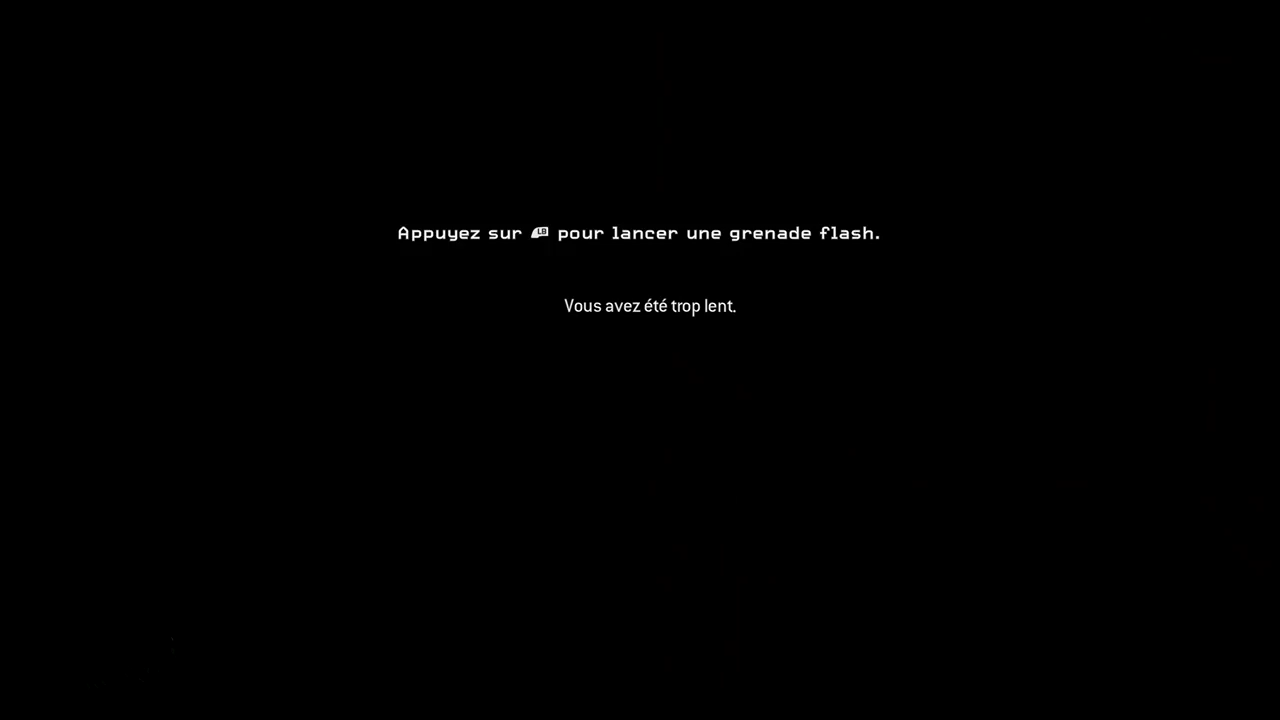 Appuyez sur LB pour lancer une grenade flash.
Vous avez été trop lent.